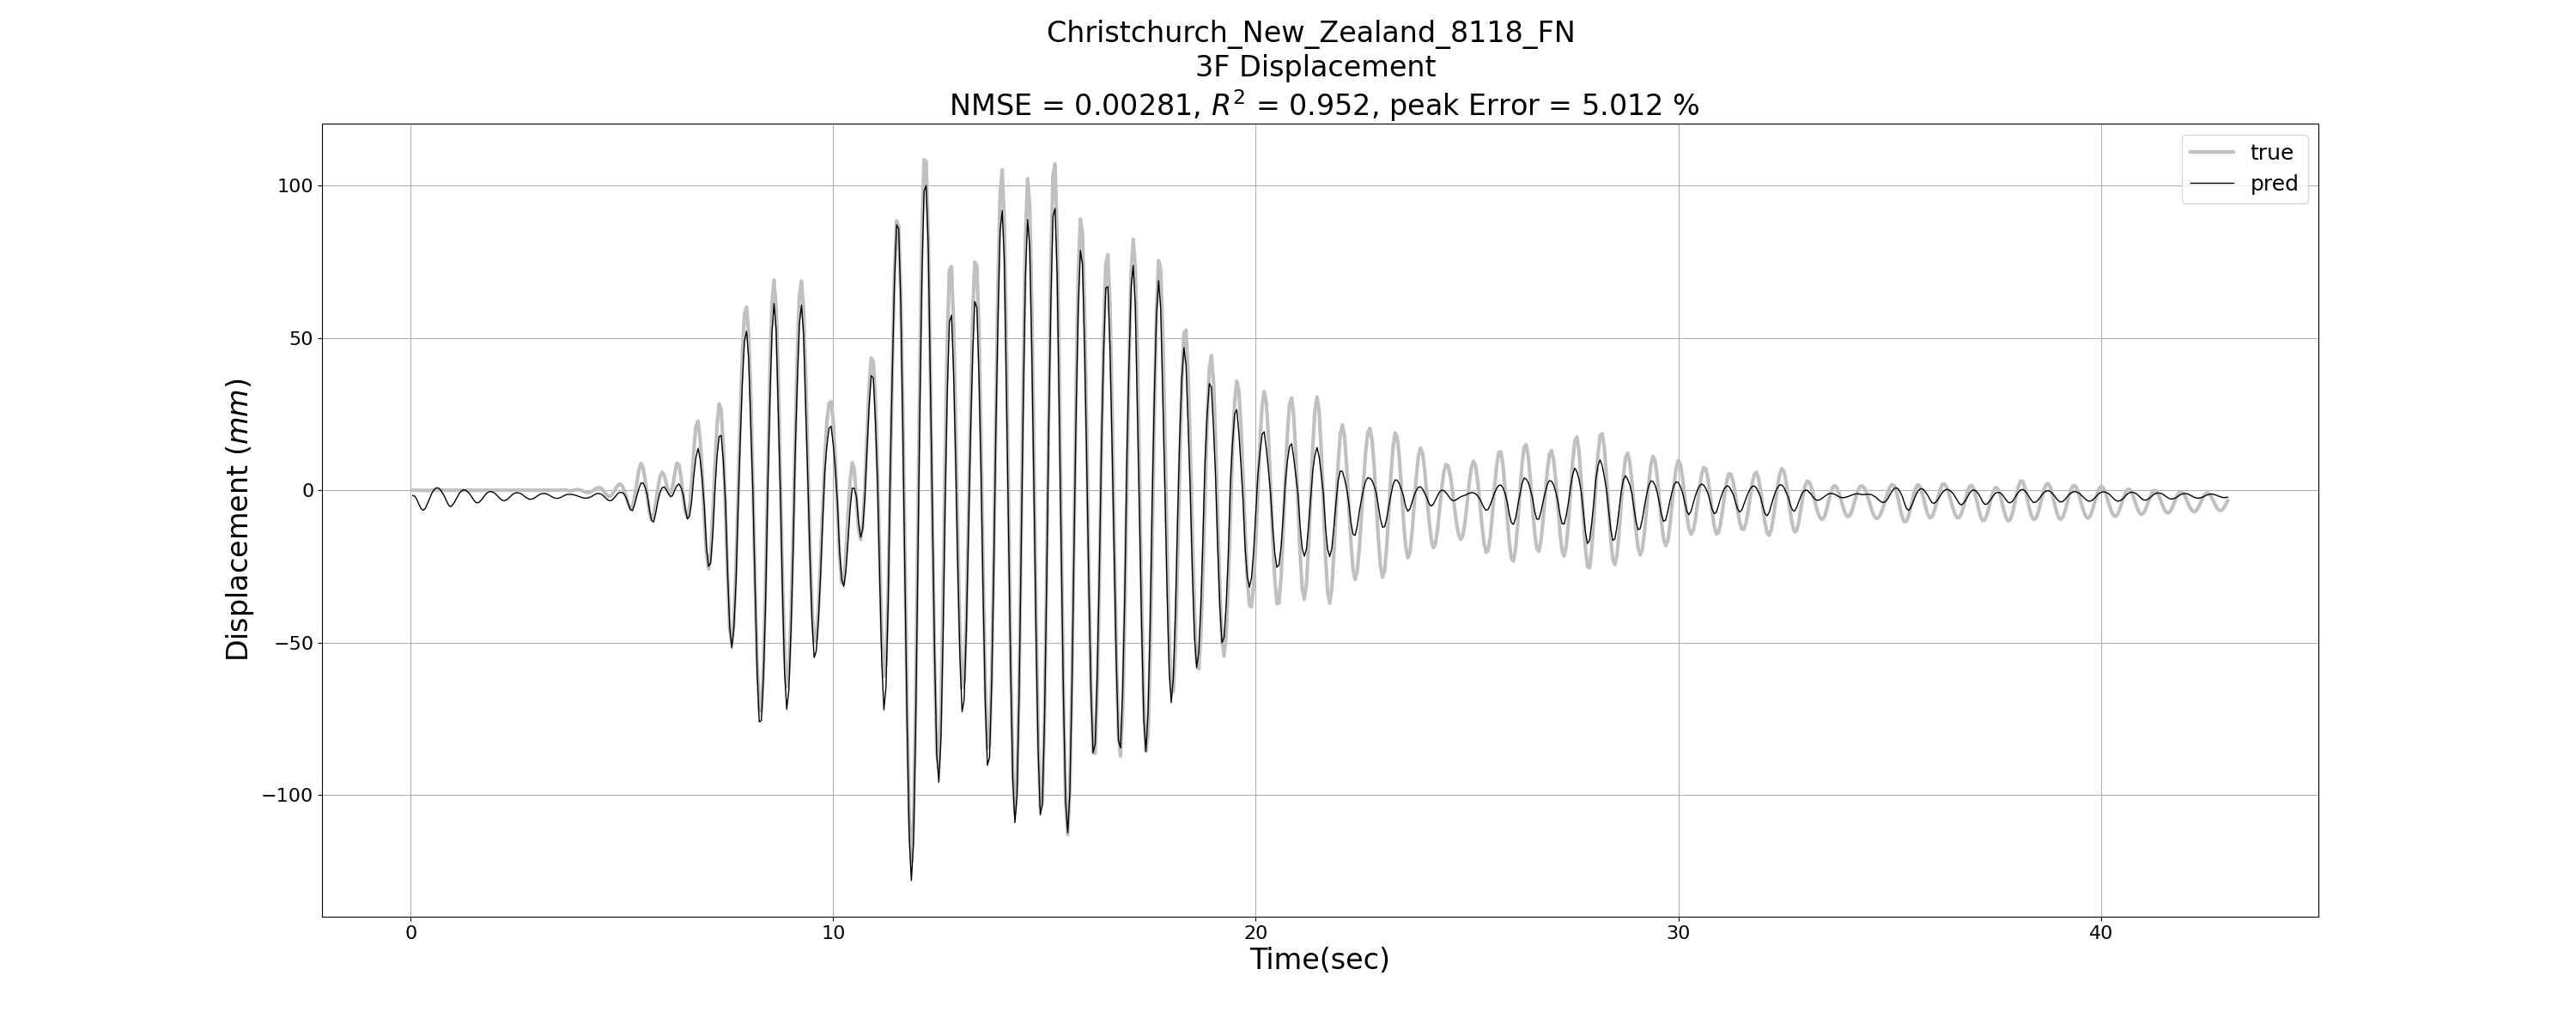 Christchurch_New_Zealand_8118_FN
3F Displacement
NMSE = 0.00281, R² = 0.952, peak Error = 5.012 %
true
pred
100
50
0
−50
−100
Displacement (mm)
0
10
20
30
40
Time(sec)